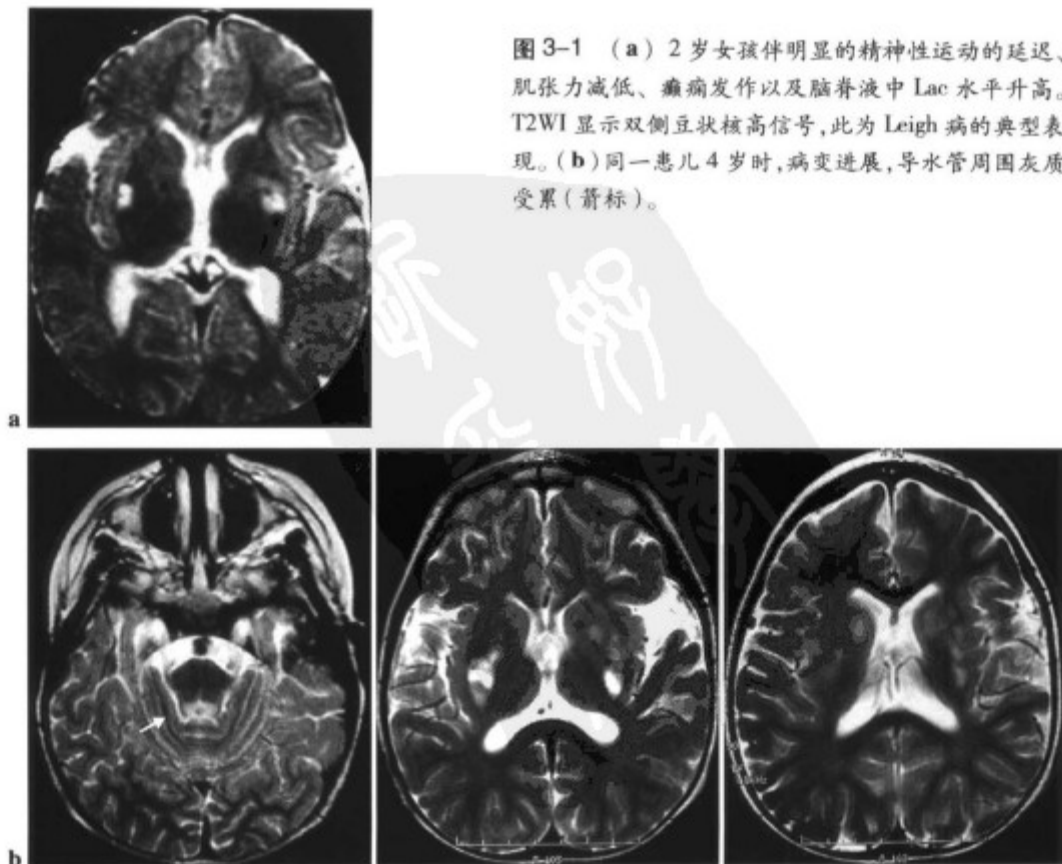 图3-1 (a) 2岁女孩伴明显的精神性运动的延迟、
肌张力减低、癫痫发作以及脑脊液中 Lac 水平升高。
T2WI 显示双侧豆状核高信号,此为 Leigh 病的典型表
现。(b)同一患儿4岁时,病变进展,导水管周围灰质
受累(箭标)。
a
b